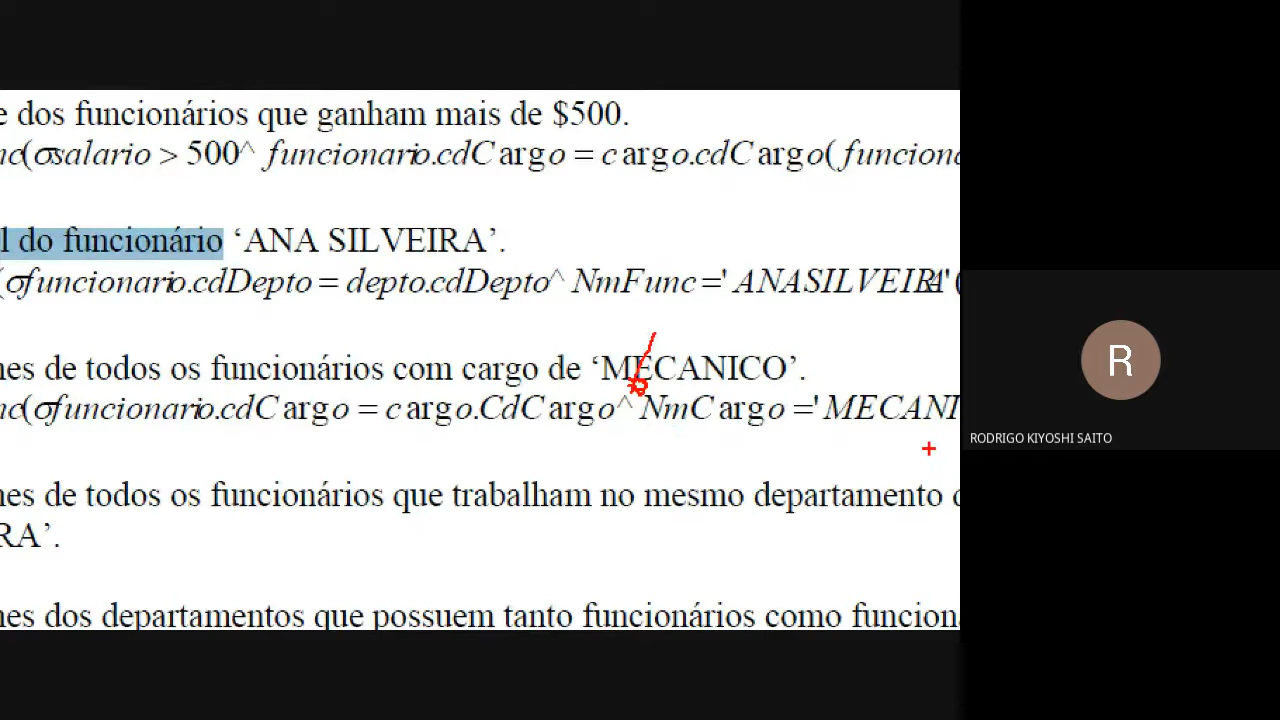 e dos funcionários que ganham mais de $500.
nc(σsalario > 500^ funcionario.cdCargo = cargo.cdCargo(funciona
l do funcionário ‘ANA SILVEIRA’.
(σfuncionario.cdDepto = depto.cdDepto^ NmFunc =' ANASILVEIRA' (
nes de todos os funcionários com cargo de ‘MECANICO’.
nc(σfuncionario.cdCargo = cargo.CdCargo^ NmCargo =' MECANI
nes de todos os funcionários que trabalham no mesmo departamento d
RA’.
nes dos departamentos que possuem tanto funcionários como funcion
R
RODRIGO KIYOSHI SAITO